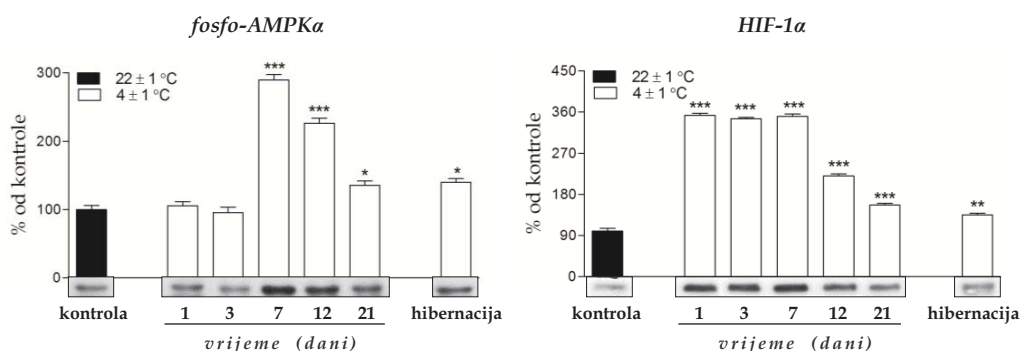 fosfo-AMPKα
% od kontrole
300
200
100
0
22 ± 1 °C
4 ± 1 °C
***
***
*
*
kontrola
1 3 7 12 21
hibernacija
vrijeme (dani)
HIF-1α
% od kontrole
450
360
270
180
90
0
22 ± 1 °C
4 ± 1 °C
*** *** ***
***
***
**
kontrola
1 3 7 12 21
hibernacija
vrijeme (dani)